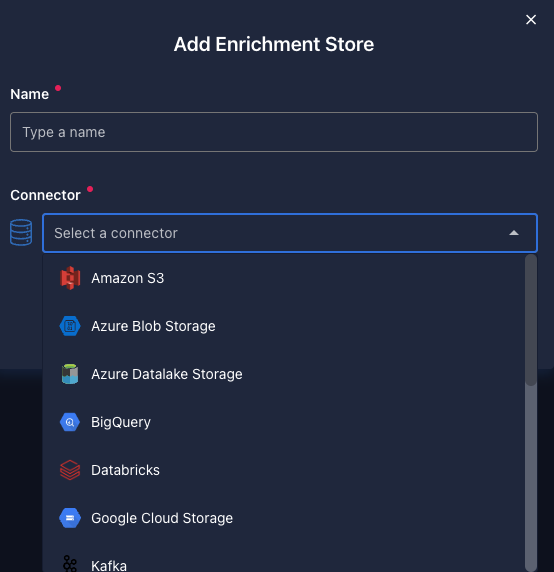 Add Enrichment Store
Name
Type a name
Connector
Select a connector
Amazon S3
Azure Blob Storage
Azure Datalake Storage
BigQuery
Databricks
Google Cloud Storage
Kafka